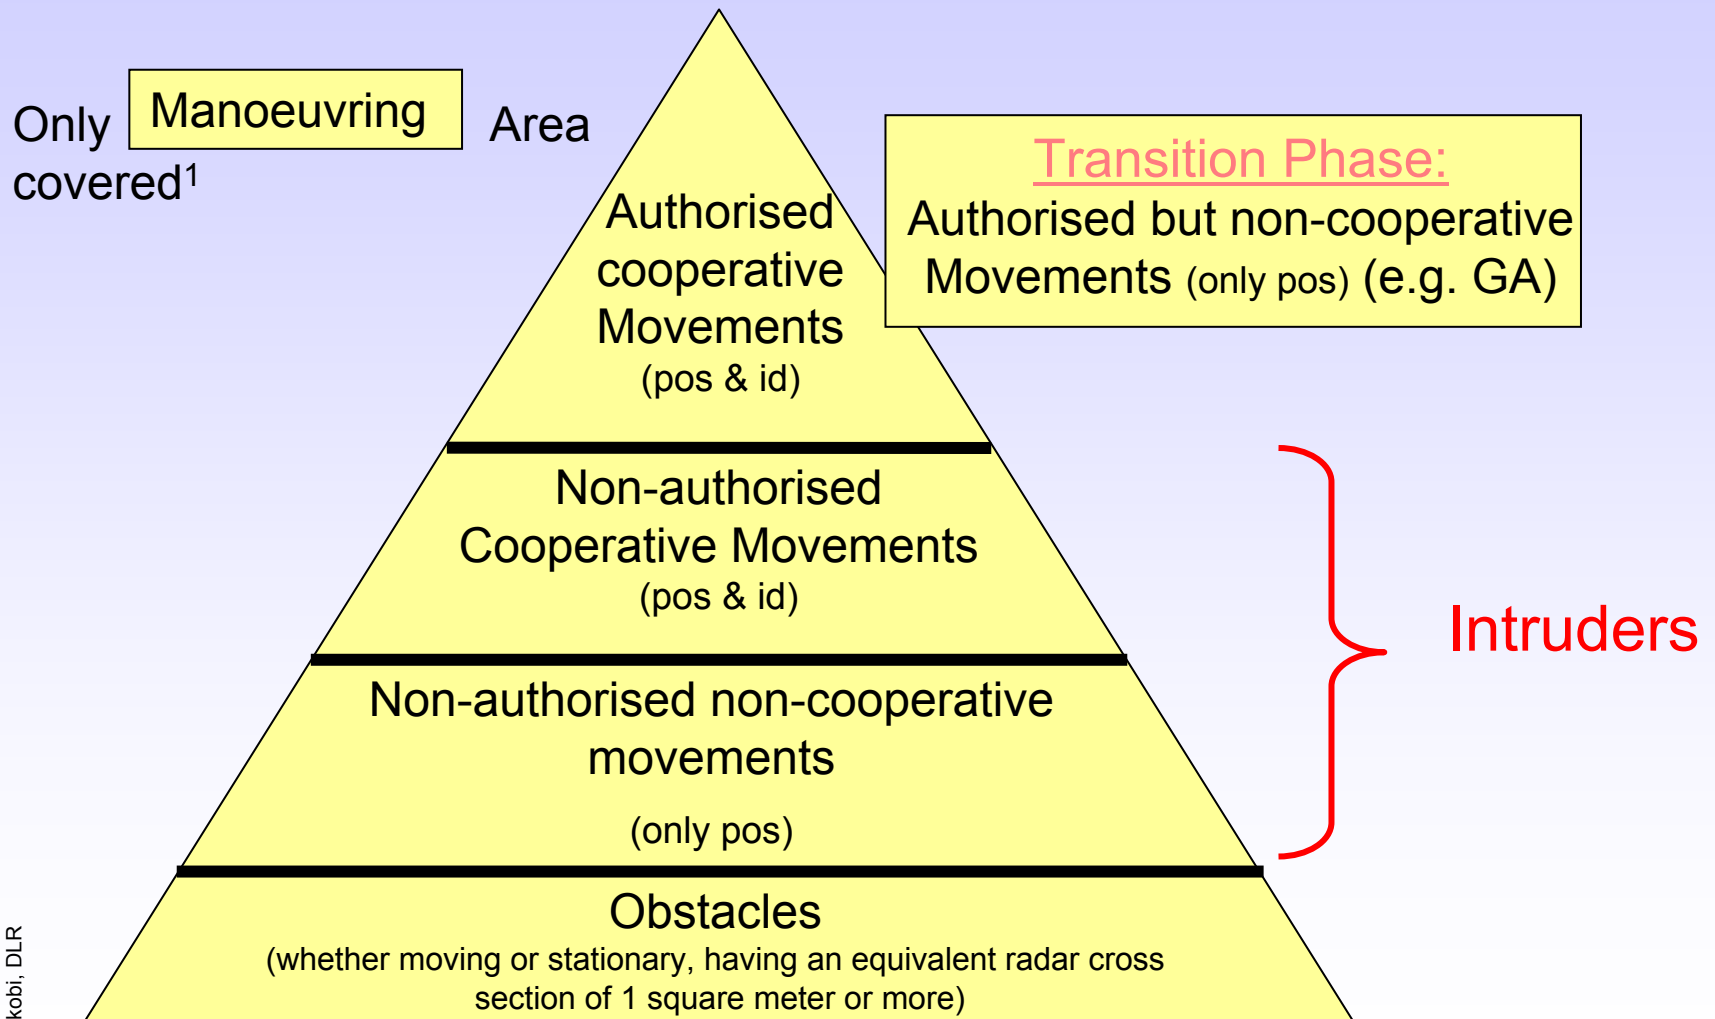 Only Manoeuvring Area
covered¹
Transition Phase:
Authorised but non-cooperative
Movements (only pos) (e.g. GA)
Authorised
cooperative
Movements
(pos & id)
Non-authorised
Cooperative Movements
(pos & id)
Intruders
Non-authorised non-cooperative
movements
(only pos)
Obstacles
(whether moving or stationary, having an equivalent radar cross
section of 1 square meter or more)
kobi, DLR